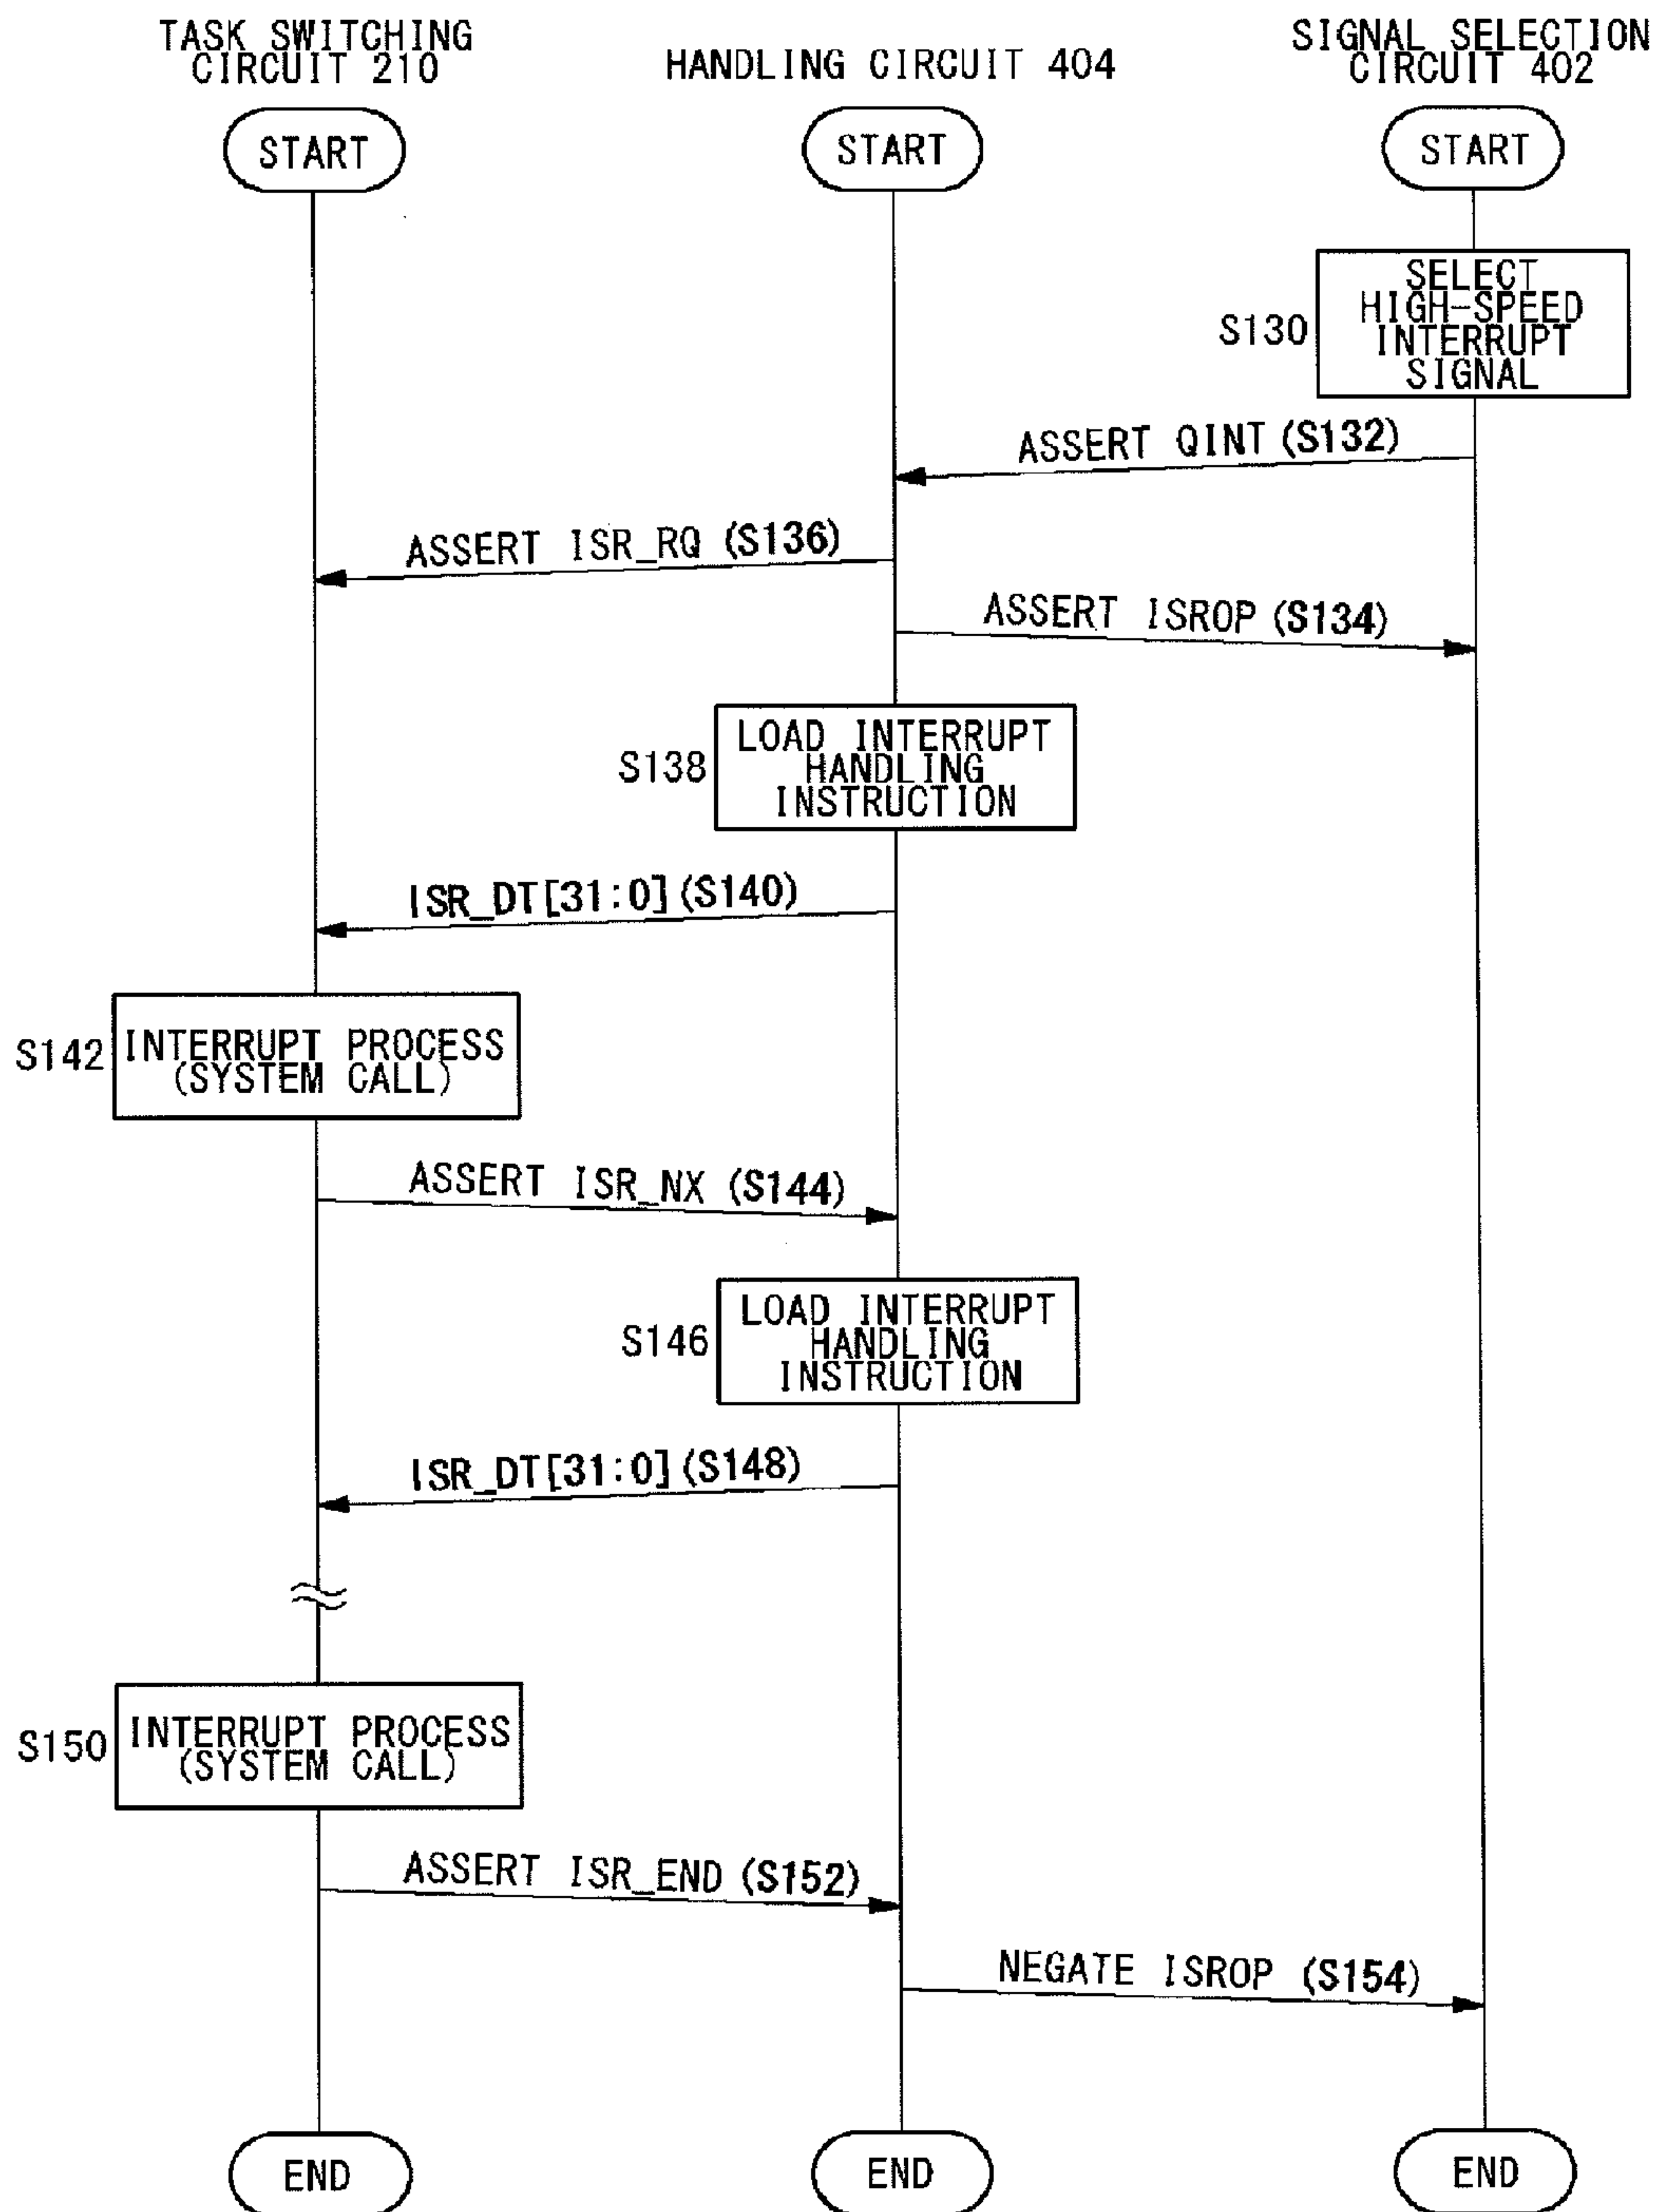 TASK SWITCHING
CIRCUIT 210
HANDLING CIRCUIT 404
SIGNAL SELECTION
CIRCUIT 402
START
START
START
S130
SELECT
HIGH-SPEED
INTERRUPT
SIGNAL
ASSERT QINT (S132)
ASSERT ISR_RQ (S136)
ASSERT ISROP (S134)
S138
LOAD INTERRUPT
HANDLING
INSTRUCTION
ISR_DT[31:0] (S140)
S142
INTERRUPT PROCESS
(SYSTEM CALL)
ASSERT ISR_NX (S144)
S146
LOAD INTERRUPT
HANDLING
INSTRUCTION
ISR_DT[31:0] (S148)
S150
INTERRUPT PROCESS
(SYSTEM CALL)
ASSERT ISR_END (S152)
NEGATE ISROP (S154)
END
END
END